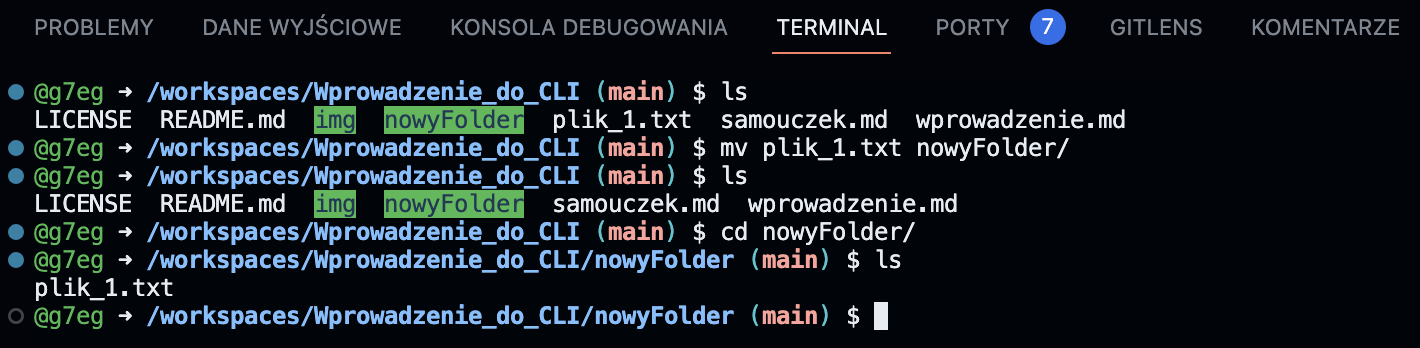 PROBLEMY DANE WYJŚCIOWE KONSOLA DEBUGOWANIA TERMINAL PORTY 7 GITLENS KOMENTARZE
@g7eg ➜ /workspaces/Wprowadzenie_do_CLI (main) $ ls
LICENSE README.md img nowyFolder plik_1.txt samouczek.md wprowadzenie.md
@g7eg ➜ /workspaces/Wprowadzenie_do_CLI (main) $ mv plik_1.txt nowyFolder/
@g7eg ➜ /workspaces/Wprowadzenie_do_CLI (main) $ ls
LICENSE README.md img nowyFolder samouczek.md wprowadzenie.md
@g7eg ➜ /workspaces/Wprowadzenie_do_CLI (main) $ cd nowyFolder/
@g7eg ➜ /workspaces/Wprowadzenie_do_CLI/nowyFolder (main) $ ls
plik_1.txt
@g7eg ➜ /workspaces/Wprowadzenie_do_CLI/nowyFolder (main) $